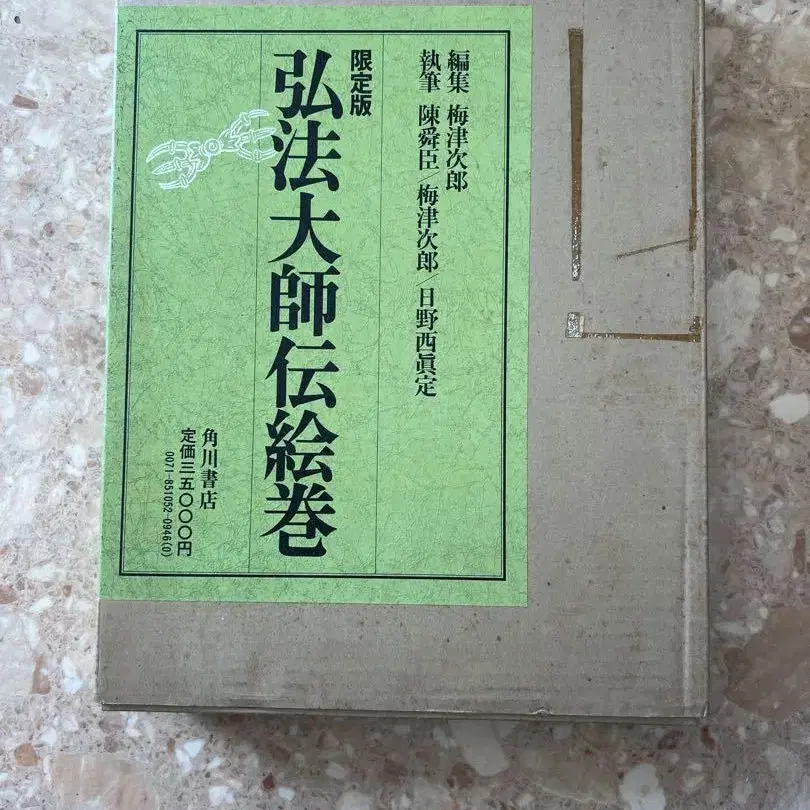 編集 梅津次郎
執筆 陳舜臣/梅津次郎/日野西眞定
限定版
弘法大師伝絵巻
角川書店
定価三五〇〇〇円
0071-851052-0946(0)